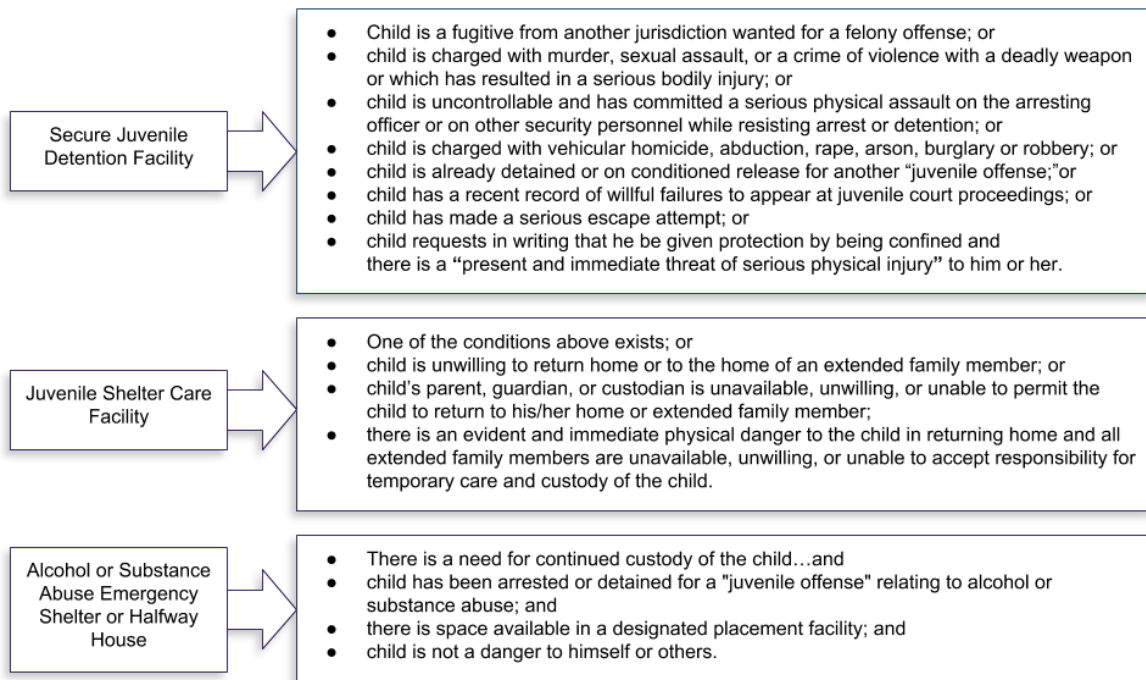 Secure Juvenile
Detention Facility
● Child is a fugitive from another jurisdiction wanted for a felony offense; or
● child is charged with murder, sexual assault, or a crime of violence with a deadly weapon
or which has resulted in a serious bodily injury; or
● child is uncontrollable and has committed a serious physical assault on the arresting
officer or on other security personnel while resisting arrest or detention; or
● child is charged with vehicular homicide, abduction, rape, arson, burglary or robbery; or
● child is already detained or on conditioned release for another “juvenile offense;”or
● child has a recent record of willful failures to appear at juvenile court proceedings; or
● child has made a serious escape attempt; or
● child requests in writing that he be given protection by being confined and
there is a “present and immediate threat of serious physical injury” to him or her.
Juvenile Shelter Care
Facility
● One of the conditions above exists; or
● child is unwilling to return home or to the home of an extended family member; or
● child’s parent, guardian, or custodian is unavailable, unwilling, or unable to permit the
child to return to his/her home or extended family member;
● there is an evident and immediate physical danger to the child in returning home and all
extended family members are unavailable, unwilling, or unable to accept responsibility for
temporary care and custody of the child.
Alcohol or Substance
Abuse Emergency
Shelter or Halfway
House
● There is a need for continued custody of the child…and
● child has been arrested or detained for a "juvenile offense" relating to alcohol or
substance abuse; and
● there is space available in a designated placement facility; and
● child is not a danger to himself or others.